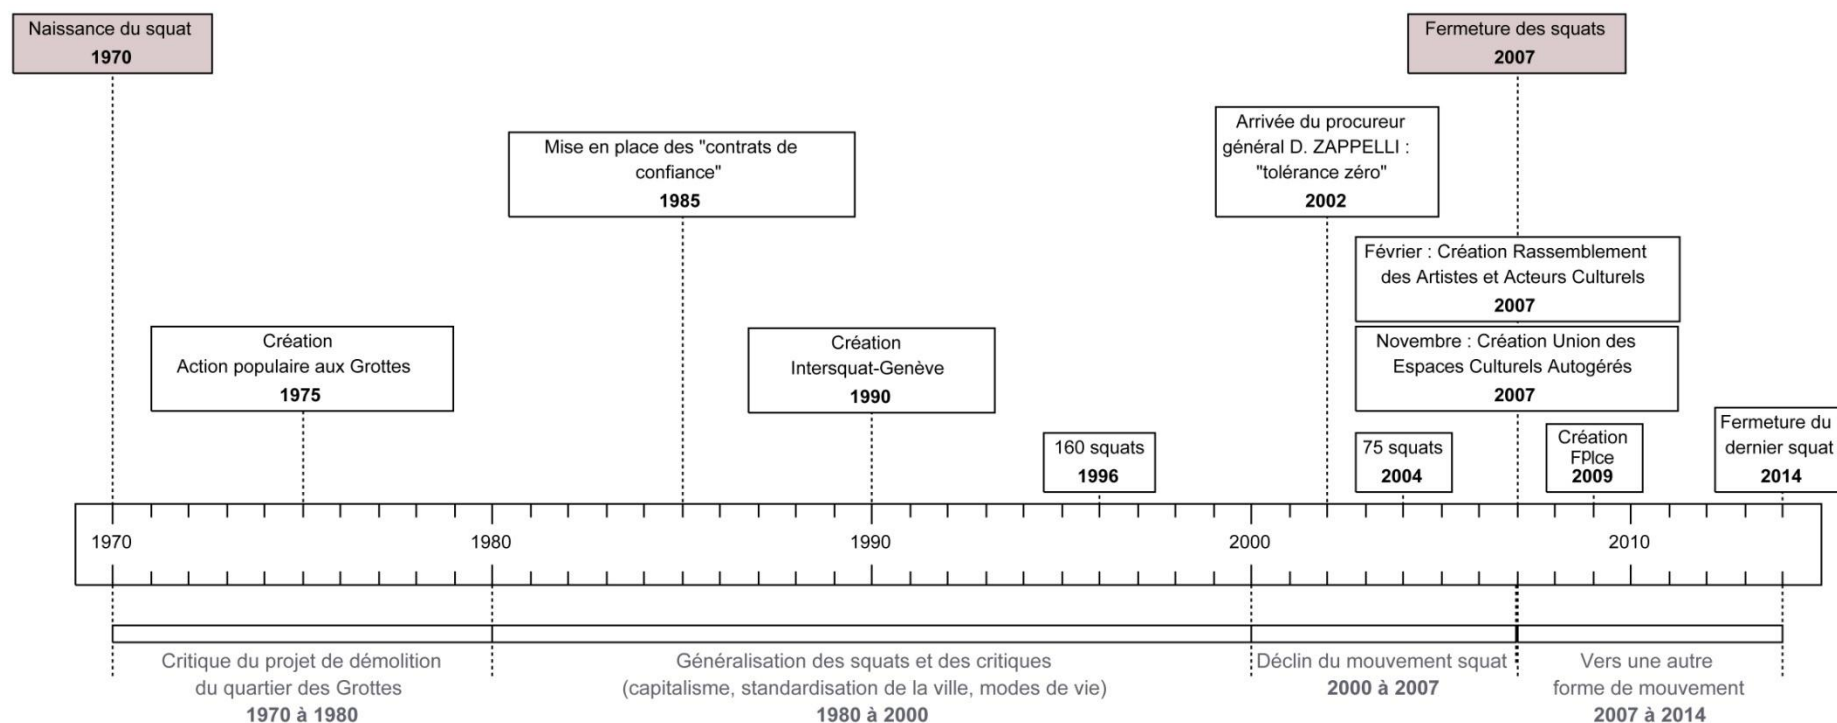 Naissance du squat
1970
Fermeture des squats
2007
Mise en place des "contrats de
confiance"
1985
Arrivée du procureur
général D. ZAPPELLI :
"tolérance zéro"
2002
Février : Création Rassemblement
des Artistes et Acteurs Culturels
2007
Création
Action populaire aux Grottes
1975
Création
Intersquat-Genève
1990
Novembre : Création Union des
Espaces Culturels Autogérés
2007
160 squats
1996
75 squats
2004
Création
2009
Fermeture du
dernier squat
2014
1970
1980
1990
2000
2010
Critique du projet de démolition
du quartier des Grottes
1970 à 1980
Généralisation des squats et des critiques
(capitalisme, standardisation de la ville, modes de vie)
1980 à 2000
Déclin du mouvement squat
2000 à 2007
Vers une autre
forme de mouvement
2007 à 2014